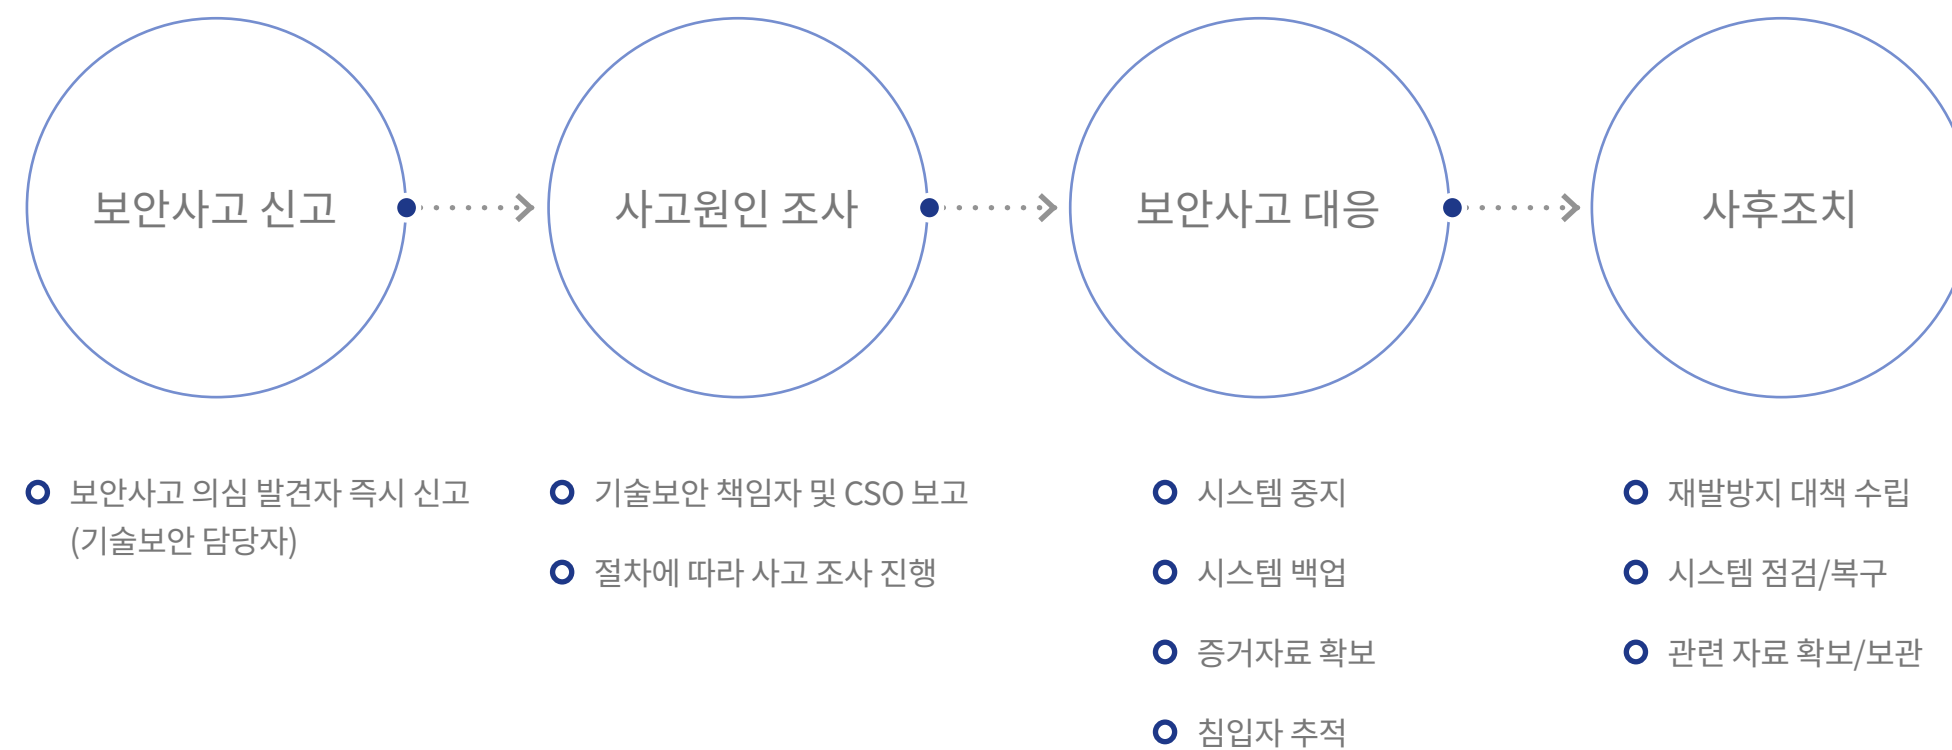 보안사고 신고
사고원인 조사
보안사고 대응
사후조치
보안사고 의심 발견자 즉시 신고
(기술보안 담당자)
기술보안 책임자 및 CSO 보고
절차에 따라 사고 조사 진행
시스템 중지
시스템 백업
증거자료 확보
침입자 추적
재발방지 대책 수립
시스템 점검/복구
관련 자료 확보/보관